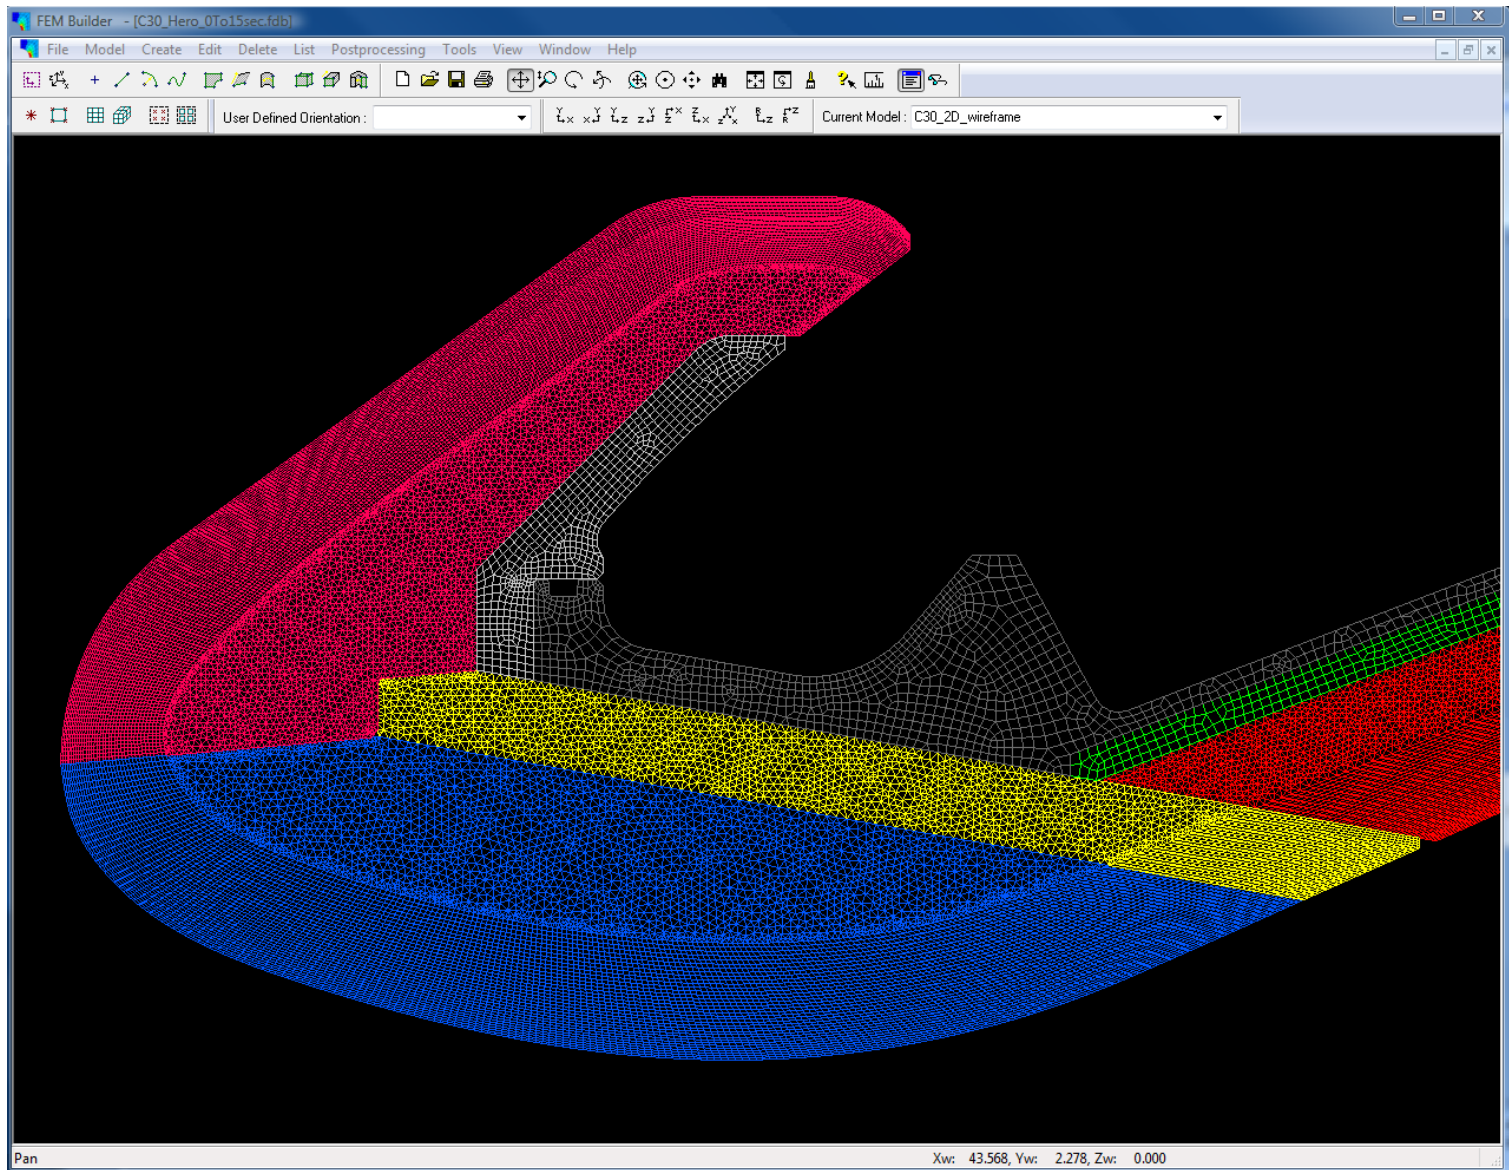 FEM Builder - [C30_Hero_0To15sec.fdb]
File Model Create Edit Delete List Postprocessing Tools View Window Help
User Defined Orientation : Current Model : C30_2D_wireframe
Pan Xw: 43.568, Yw: 2.278, Zw: 0.000